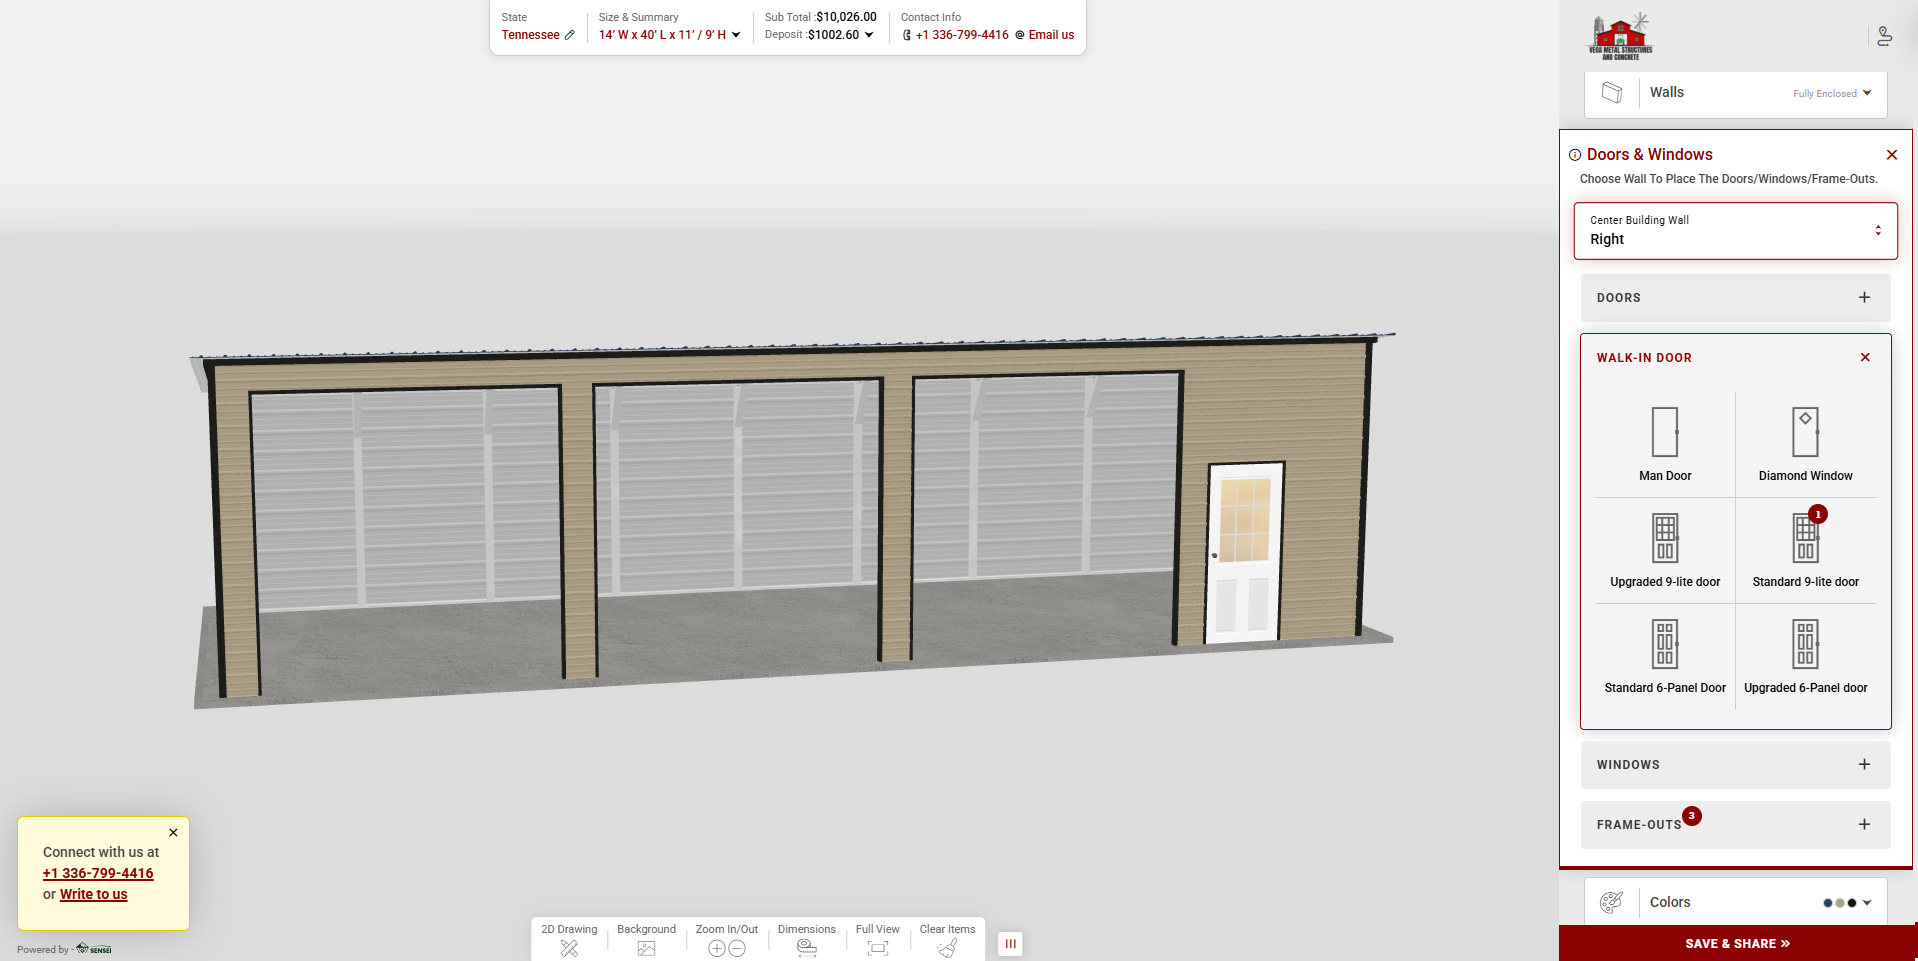 State
Tennessee
Size & Summary
14' W x 40' L x 11' / 9' H
Sub Total :$10,026.00
Deposit :$1002.60
Contact Info
+1 336-799-4416 @ Email us
VEGA METAL STRUCTURES
AND CONCRETE
Walls
Fully Enclosed
Doors & Windows
Choose Wall To Place The Doors/Windows/Frame-Outs.
Center Building Wall
Right
DOORS
WALK-IN DOOR
Man Door
Diamond Window
1
Upgraded 9-lite door
Standard 9-lite door
Standard 6-Panel Door
Upgraded 6-Panel door
WINDOWS
FRAME-OUTS
3
Colors
SAVE & SHARE »
Connect with us at
+1 336-799-4416
or Write to us
Powered by - SENSEI
2D Drawing
Background
Zoom In/Out
Dimensions
Full View
Clear Items